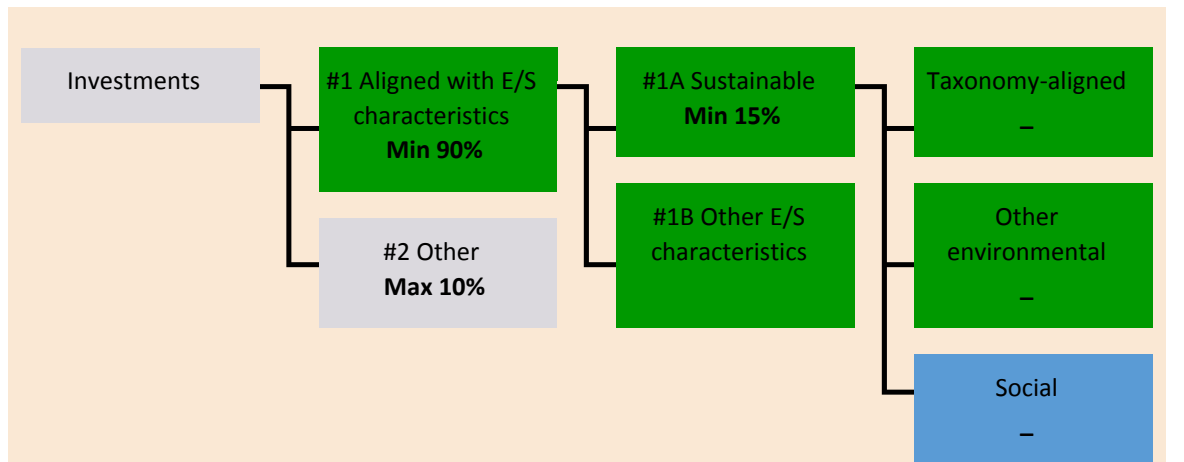 Investments
#1 Aligned with E/S
characteristics
Min 90%
#2 Other
Max 10%
#1A Sustainable
Min 15%
#1B Other E/S
characteristics
Taxonomy-aligned
–
Other
environmental
–
Social
–